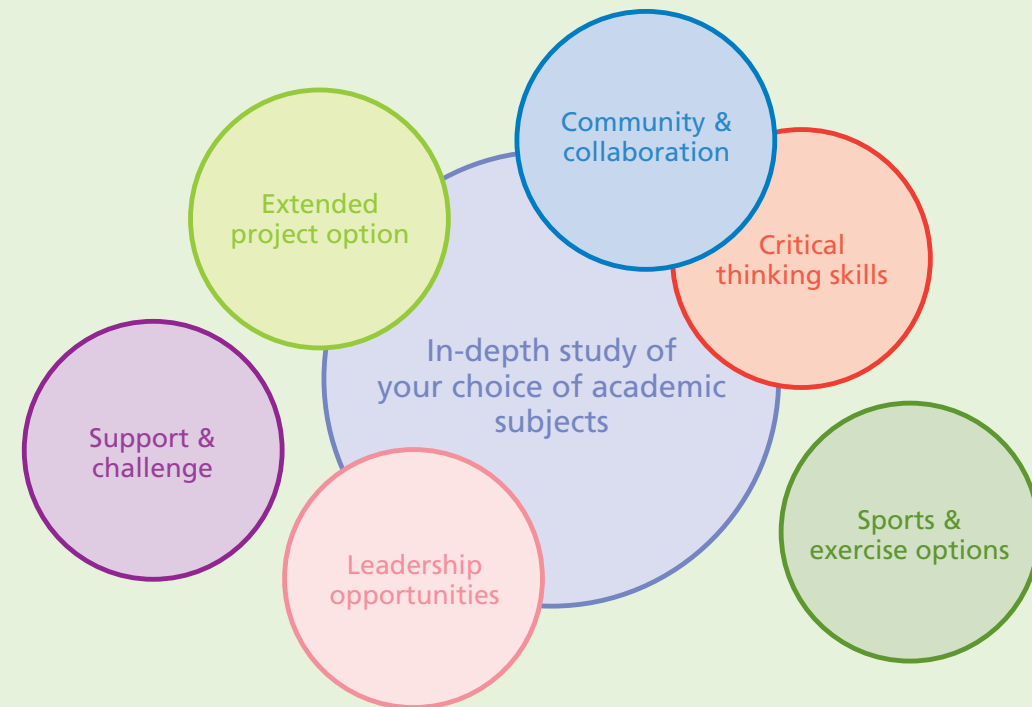 Community &
collaboration
Extended
project option
Critical
thinking skills
In-depth study of
your choice of academic
subjects
Support &
challenge
Sports &
exercise options
Leadership
opportunities